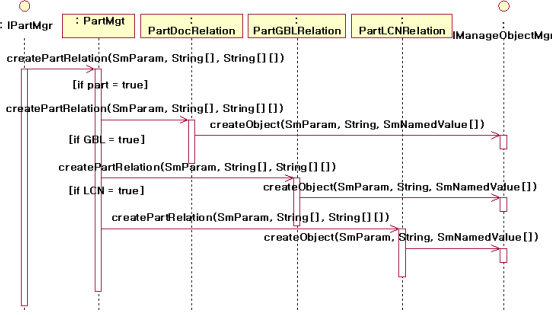 : IPartMgr
: PartMgt
:
PartDocRelation
:
PartGBLRelation
:
PartLCNRelation
:
IManageObjectMgr
createPartRelation(SmParam, String[], String[][])
[if part = true]
createPartRelation(SmParam, String[], String[][])
createObject(SmParam, String, SmNamedValue[])
[if GBL = true]
createPartRelation(SmParam, String[], String[][])
[if LCN = true]
createObject(SmParam, String, SmNamedValue[])
createPartRelation(SmParam, String[], String[][])
createObject(SmParam, String, SmNamedValue[])